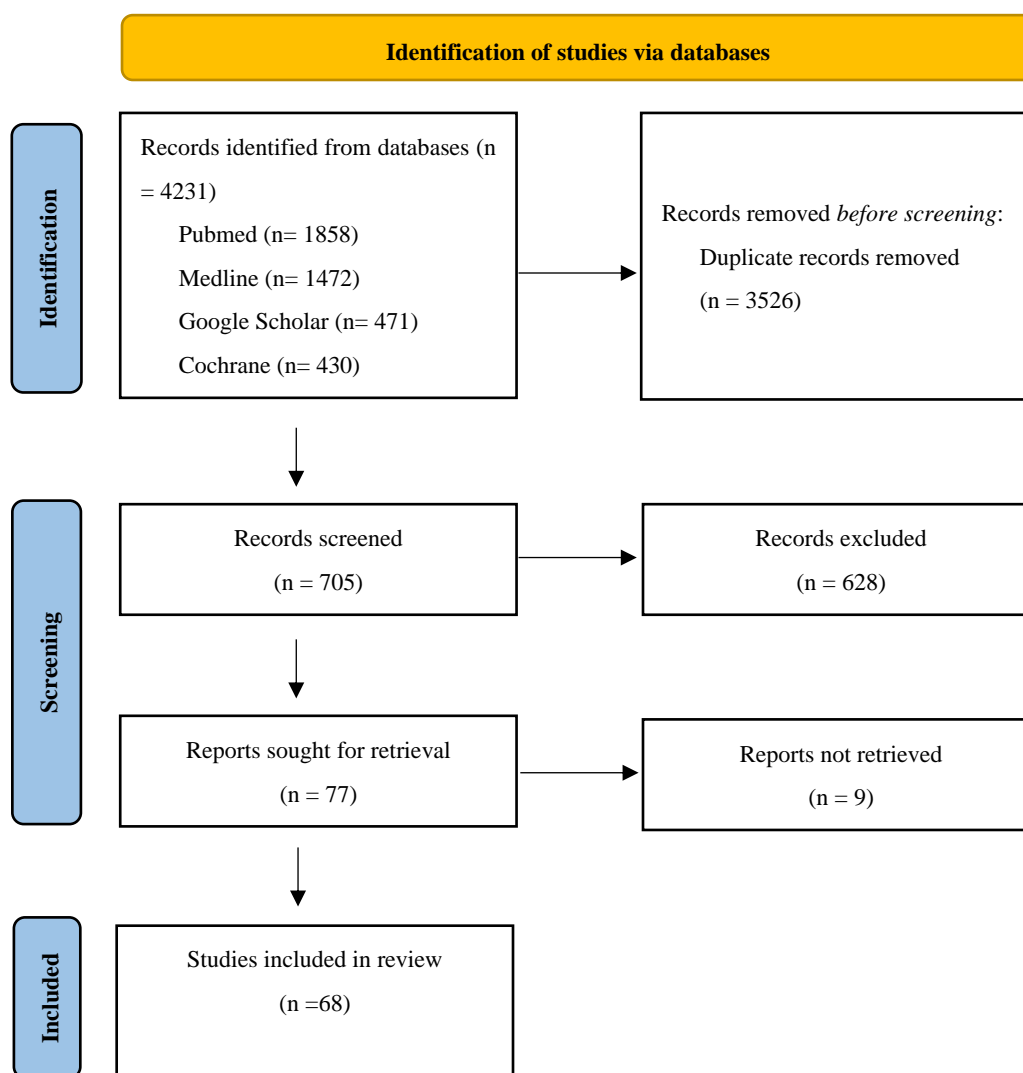 Identification of studies via databases
Identification
Records identified from databases (n
= 4231)
Pubmed (n= 1858)
Medline (n= 1472)
Google Scholar (n= 471)
Cochrane (n= 430)
Records removed before screening:
Duplicate records removed
(n = 3526)
Screening
Records screened
(n = 705)
Records excluded
(n = 628)
Reports sought for retrieval
(n = 77)
Reports not retrieved
(n = 9)
Included
Studies included in review
(n =68)